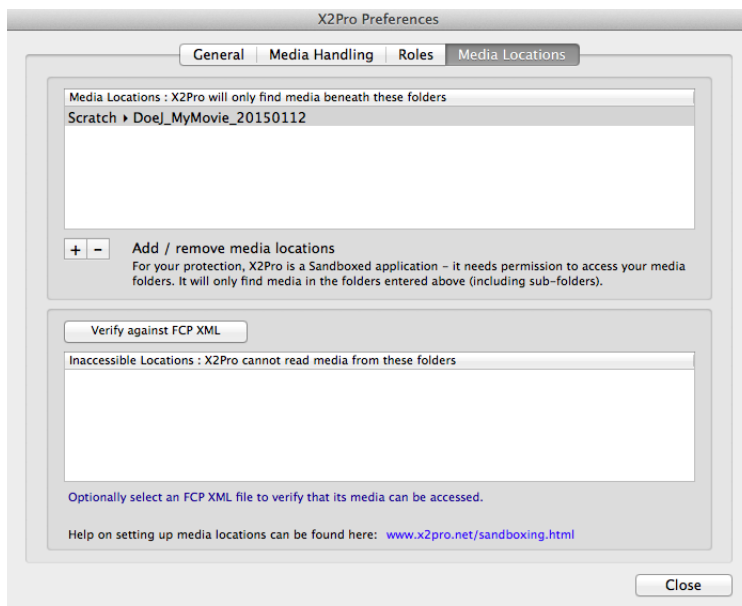 X2Pro Preferences
General Media Handling Roles Media Locations
Media Locations : X2Pro will only find media beneath these folders
Scratch ▸ DoeJ_MyMovie_20150112
+ - Add / remove media locations
For your protection, X2Pro is a Sandboxed application – it needs permission to access your media
folders. It will only find media in the folders entered above (including sub-folders).
Verify against FCP XML
Inaccessible Locations : X2Pro cannot read media from these folders
Optionally select an FCP XML file to verify that its media can be accessed.
Help on setting up media locations can be found here: www.x2pro.net/sandboxing.html
Close